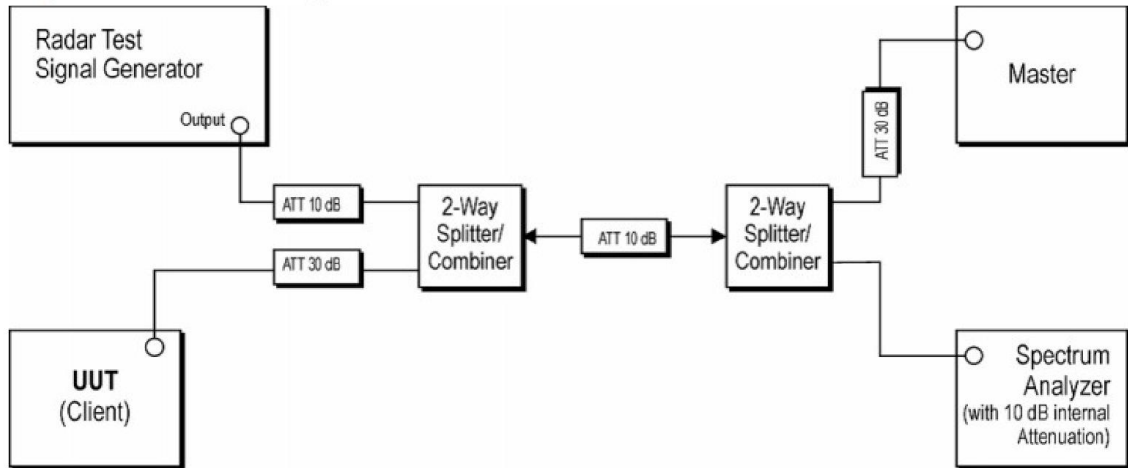 Radar Test
Signal Generator
Output
ATT 10 dB
ATT 30 dB
2-Way
Splitter/
Combiner
ATT 10 dB
2-Way
Splitter/
Combiner
ATT 30 dB
Master
UUT
(Client)
Spectrum
Analyzer
(with 10 dB internal
Attenuation)